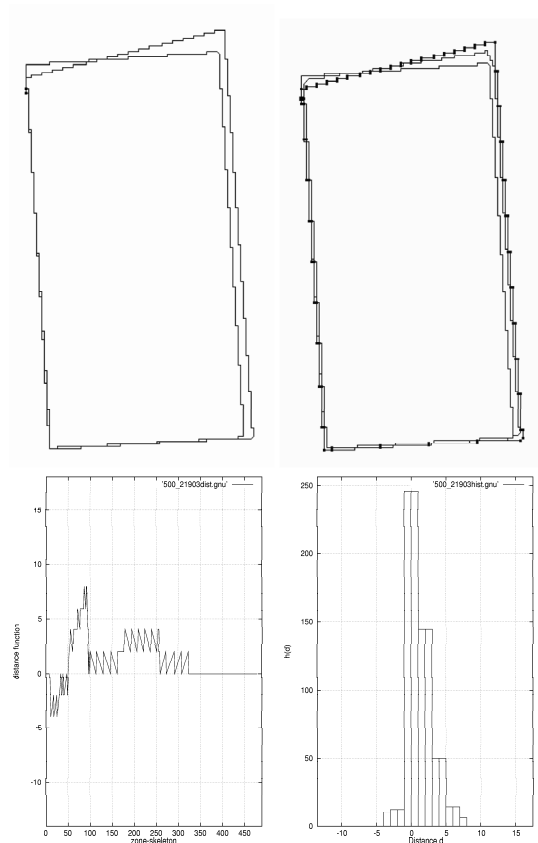 '500_21903dist.gnu'
15
10
5
0
-5
-10
distance function
0 50 100 150 200 250 300 350 400 450
zone-skeleton
'500_21903hist.gnu'
250
200
150
100
50
0
h(d)
-10 -5 0 5 10 15
Distance d.